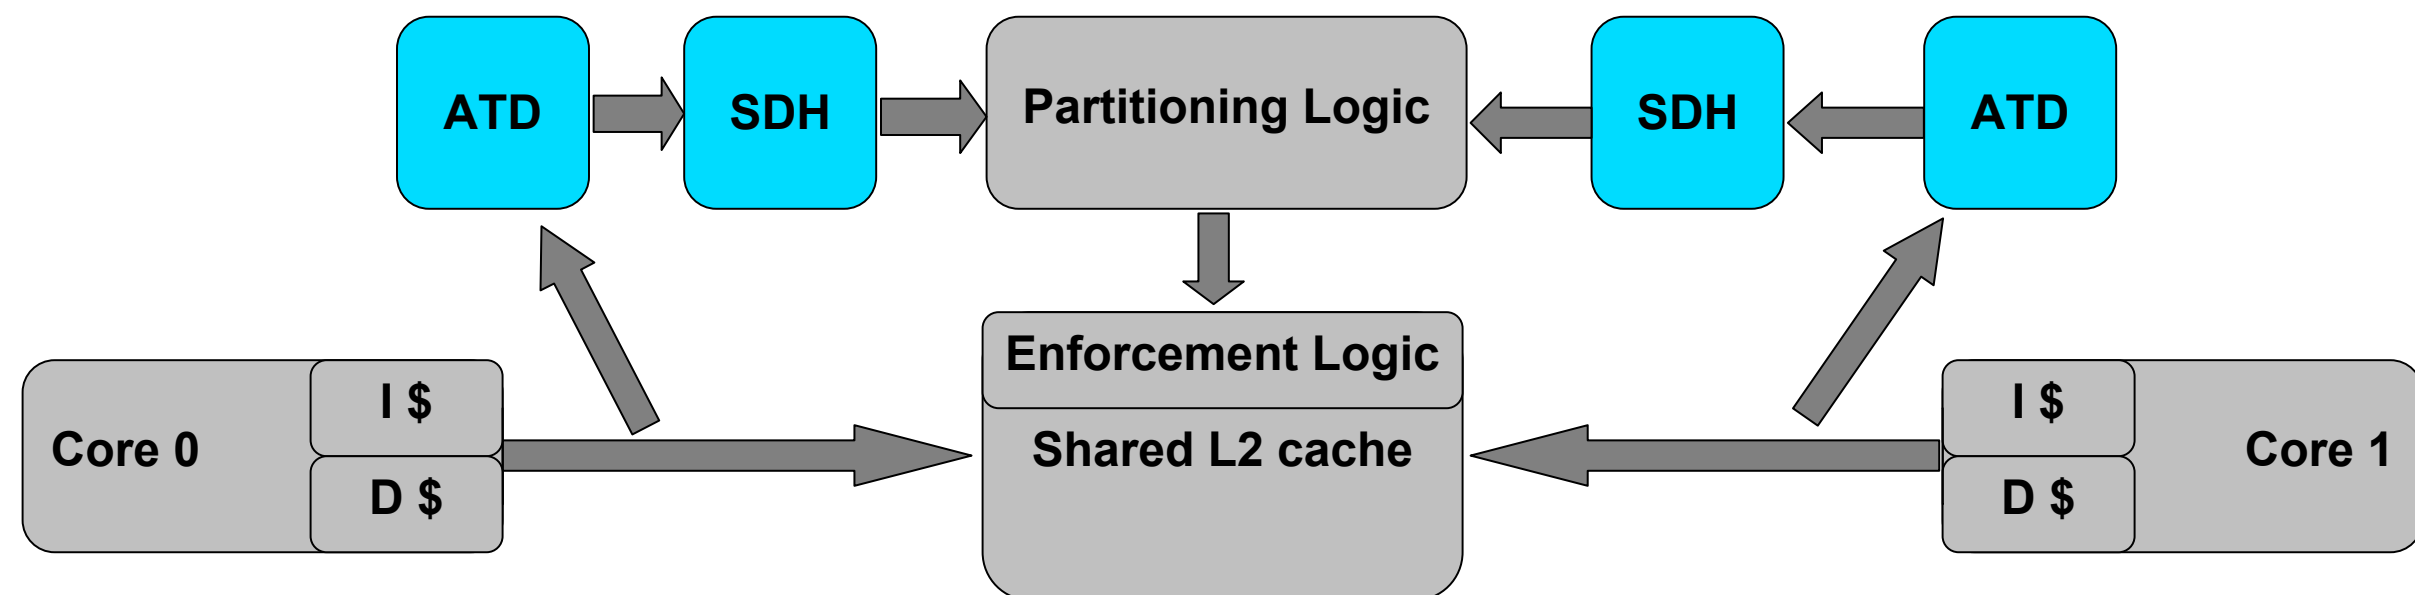 ATD
SDH
Partitioning Logic
SDH
ATD
Enforcement Logic
Shared L2 cache
Core 0
I $
D $
I $
D $
Core 1